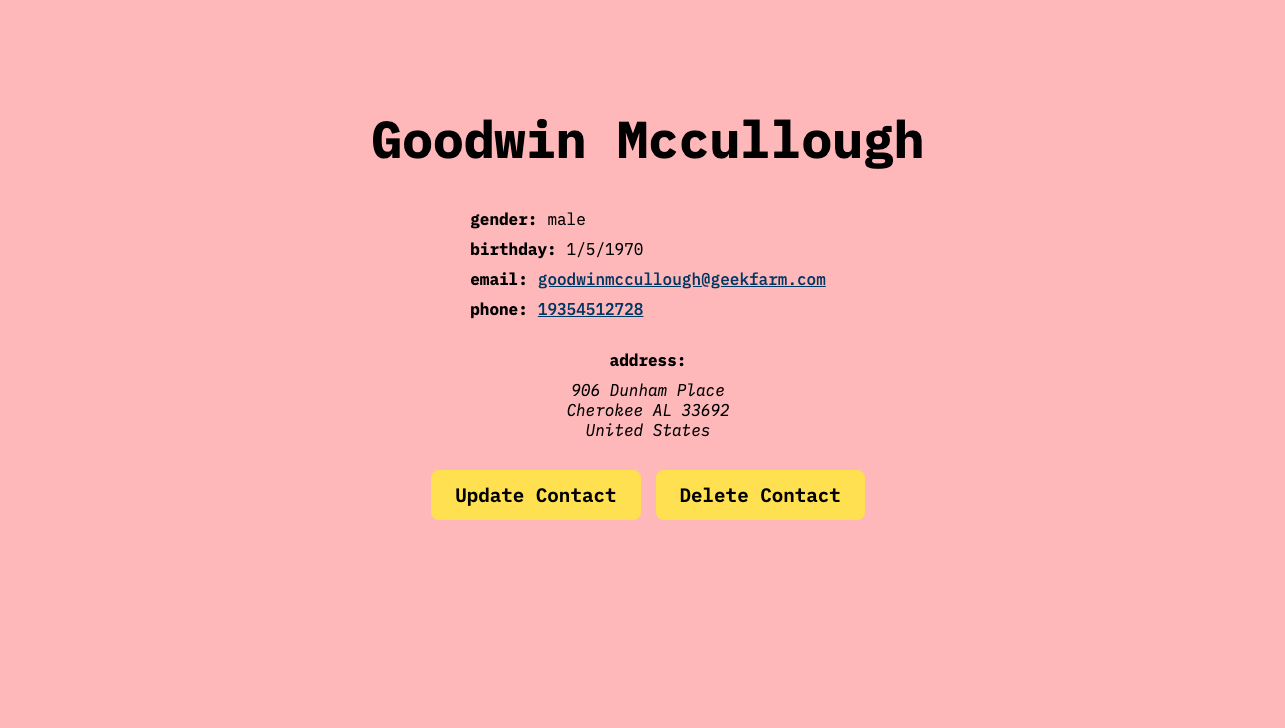 Goodwin Mccullough
gender: male
birthday: 1/5/1970
email: goodwinmccullough@geekfarm.com
phone: 19354512728
address:
906 Dunham Place
Cherokee AL 33692
United States
Update Contact
Delete Contact